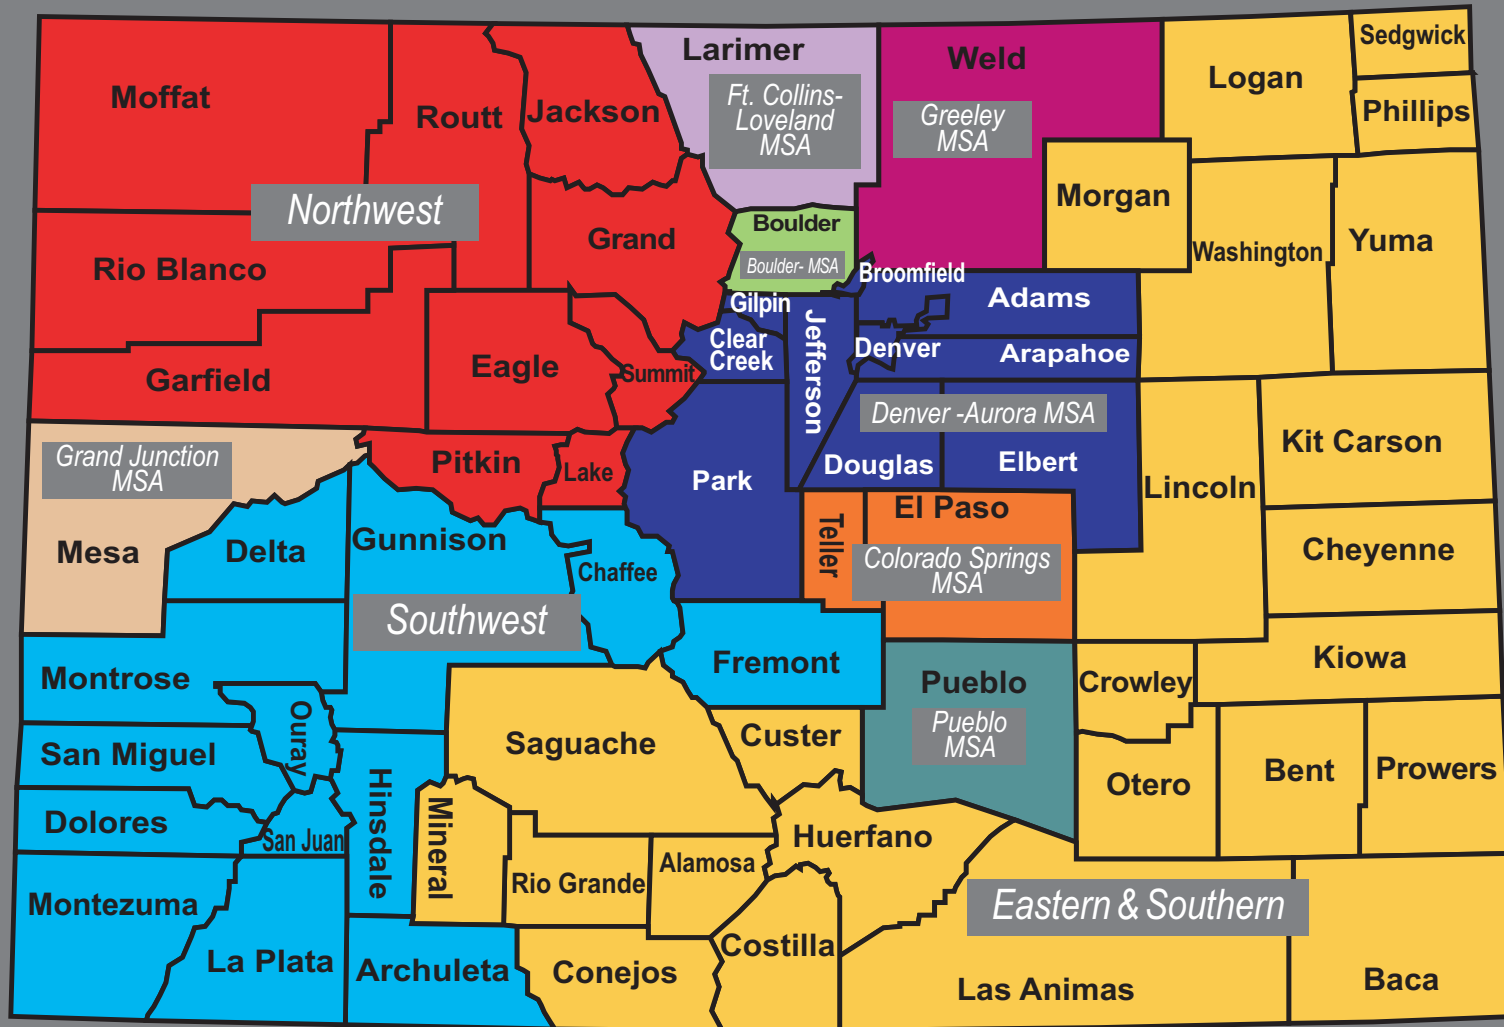 Moffat
Routt
Jackson
Larimer
Ft. Collins-
Loveland
MSA
Weld
Greeley
MSA
Logan
Sedgwick
Phillips
Morgan
Washington
Yuma
Northwest
Rio Blanco
Grand
Boulder
Boulder- MSA
Broomfield
Adams
Gilpin
Clear
Creek
Jefferson
Denver
Arapahoe
Garfield
Eagle
Summit
Denver -Aurora MSA
Douglas
Elbert
Kit Carson
Grand Junction
MSA
Mesa
Pitkin
Lake
Park
Lincoln
Delta
Gunnison
Chaffee
Teller
El Paso
Colorado Springs
MSA
Cheyenne
Southwest
Montrose
Fremont
Pueblo
Pueblo
MSA
Crowley
Kiowa
Ouray
San Miguel
Saguache
Custer
Otero
Bent
Prowers
Dolores
San Juan
Hinsdale
Mineral
Rio Grande
Alamosa
Huerfano
Eastern & Southern
Montezuma
La Plata
Archuleta
Conejos
Costilla
Las Animas
Baca